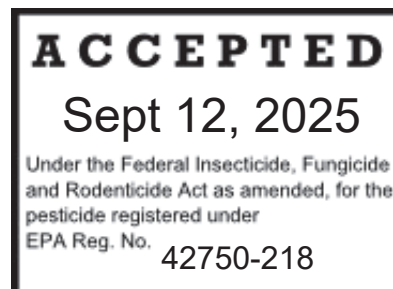 ACCEPTED
Sept 12, 2025
Under the Federal Insecticide, Fungicide
and Rodenticide Act as amended, for the
pesticide registered under
EPA Reg. No. 42750-218